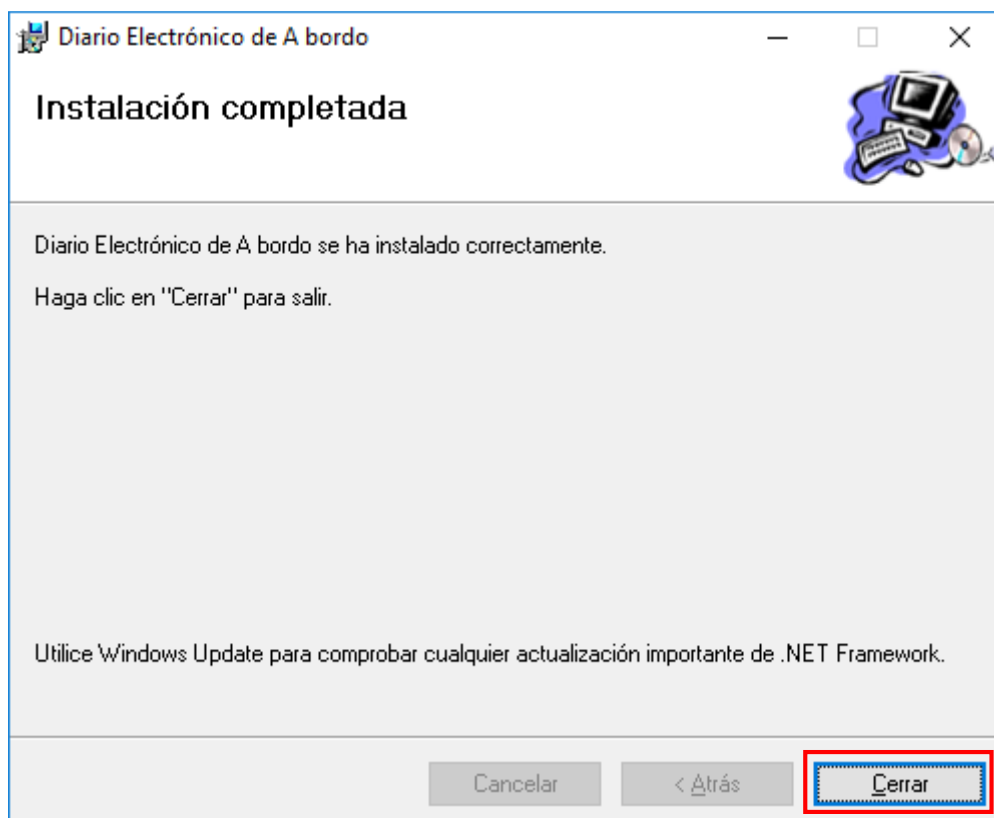 Diario Electrónico de A bordo
Instalación completada
Diario Electrónico de A bordo se ha instalado correctamente.
Haga clic en "Cerrar" para salir.
Utilice Windows Update para comprobar cualquier actualización importante de .NET Framework.
Cancelar
< Atrás
Cerrar